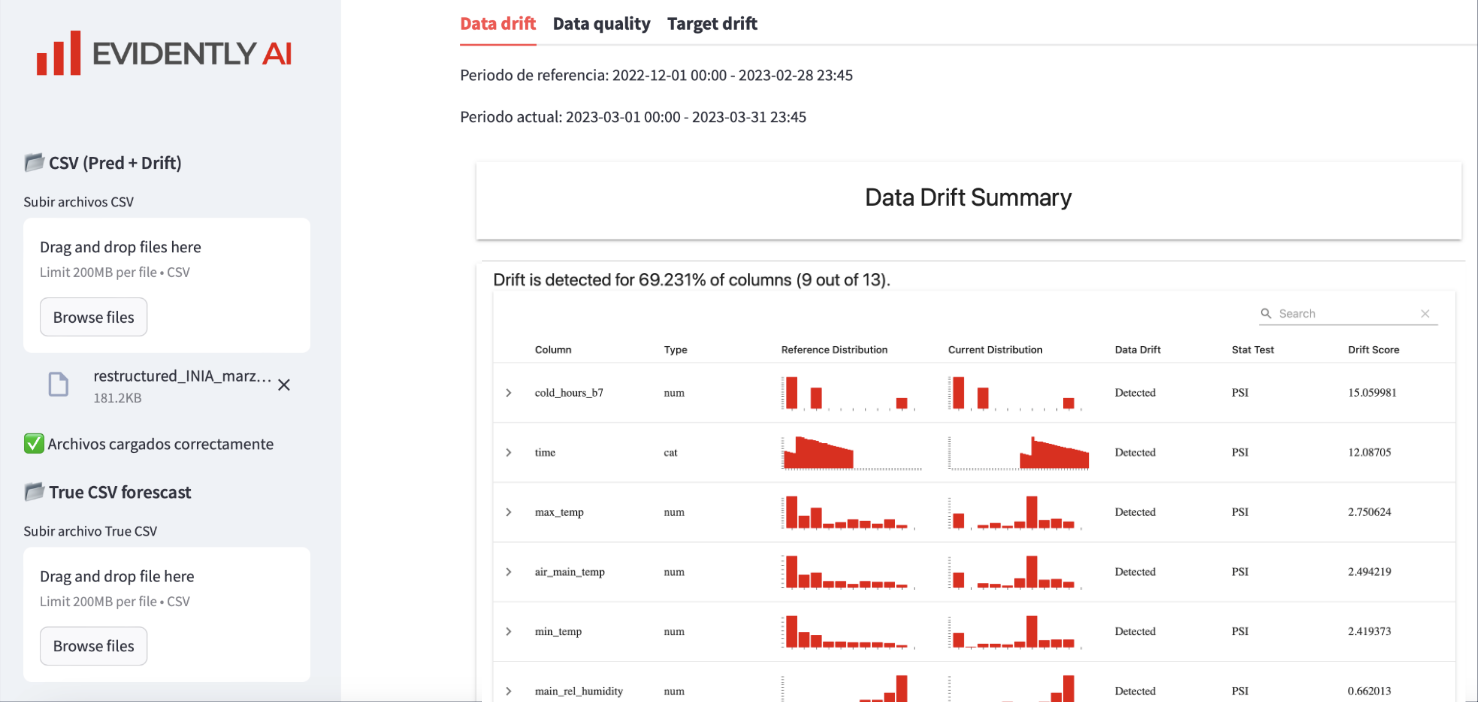 EVIDENTLY AI
CSV (Pred + Drift)
Subir archivos CSV
Drag and drop files here
Limit 200MB per file • CSV
Browse files
restructured_INIA_marz...
181.2KB
Archivos cargados correctamente
True CSV forescast
Subir archivo True CSV
Drag and drop file here
Limit 200MB per file • CSV
Browse files
Data drift Data quality Target drift
Periodo de referencia: 2022-12-01 00:00 - 2023-02-28 23:45
Periodo actual: 2023-03-01 00:00 - 2023-03-31 23:45
Data Drift Summary
Drift is detected for 69.231% of columns (9 out of 13).
Search
Column Type Reference Distribution Current Distribution Data Drift Stat Test Drift Score
cold_hours_b7 num Detected PSI 15.059981
time cat Detected PSI 12.08705
max_temp num Detected PSI 2.750624
air_main_temp num Detected PSI 2.494219
min_temp num Detected PSI 2.419373
main_rel_humidity num Detected PSI 0.662013